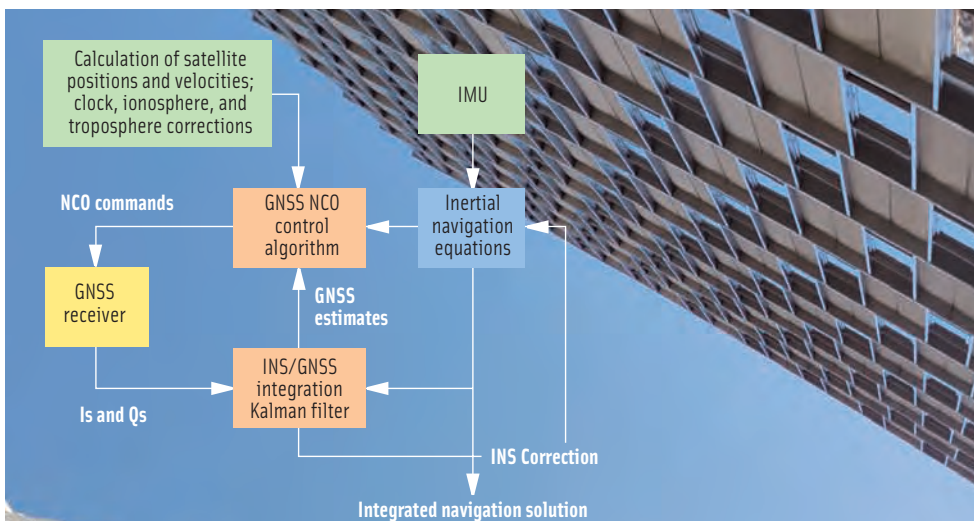 Calculation of satellite
positions and velocities;
clock, ionosphere, and
troposphere corrections
IMU
NCO commands
GNSS NCO
control
algorithm
Inertial
navigation
equations
GNSS
receiver
GNSS
estimates
INS/GNSS
integration
Kalman filter
Is and Qs
INS Correction
Integrated navigation solution